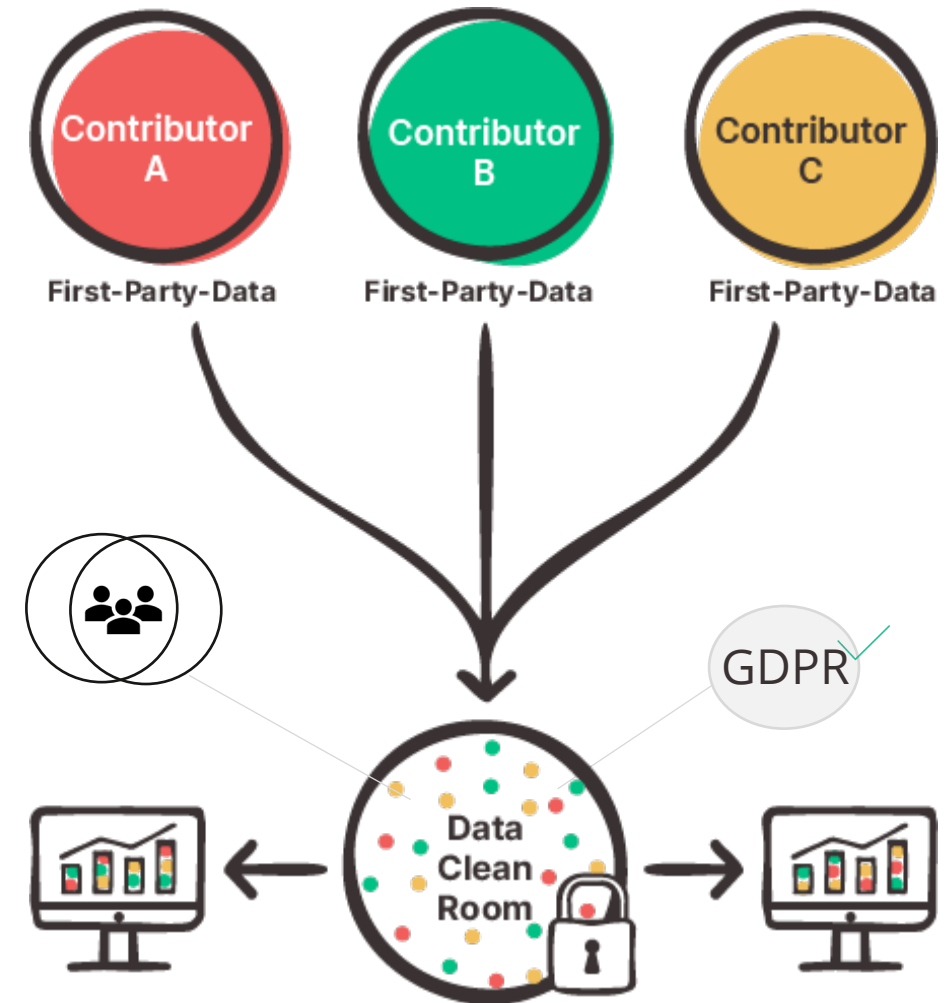 Contributor
A
Contributor
B
Contributor
C
First-Party-Data
First-Party-Data
First-Party-Data
GDPR
Data
Clean
Room